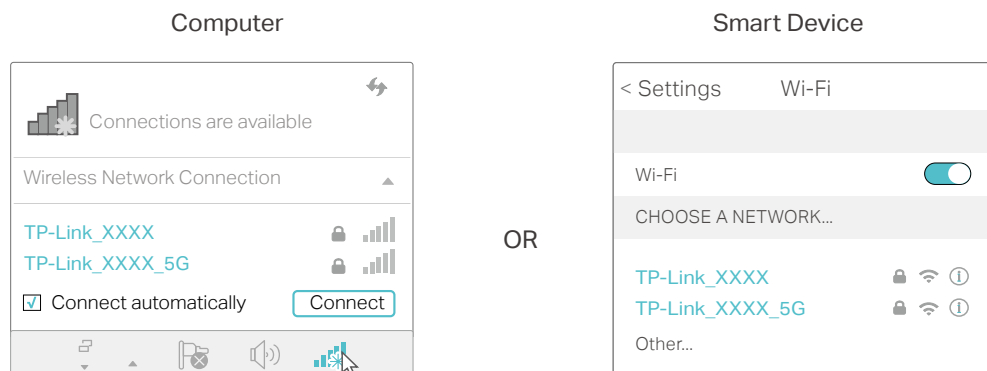 Computer
Connections are available
Wireless Network Connection
TP-Link_XXXX
TP-Link_XXXX_5G
Connect automatically
Connect
OR
Smart Device
< Settings
Wi-Fi
Wi-Fi
CHOOSE A NETWORK...
TP-Link_XXXX
TP-Link_XXXX_5G
Other...